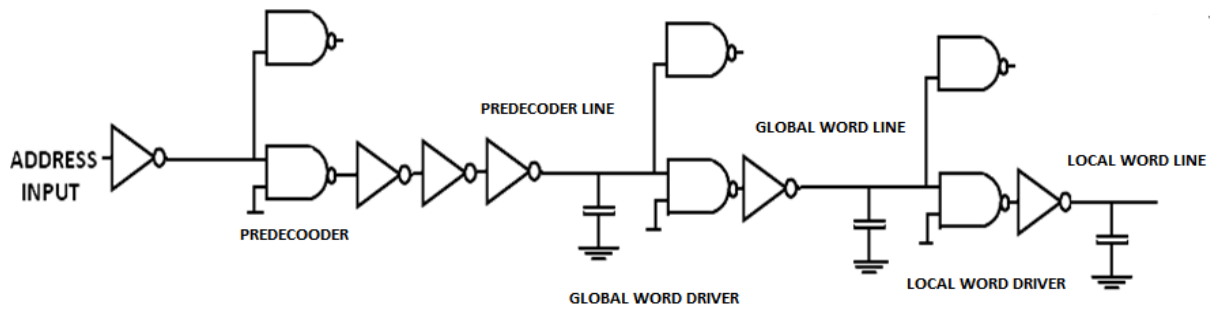 PREDECODER LINE
GLOBAL WORD LINE
ADDRESS
INPUT
LOCAL WORD LINE
PREDECOODER
GLOBAL WORD DRIVER
LOCAL WORD DRIVER